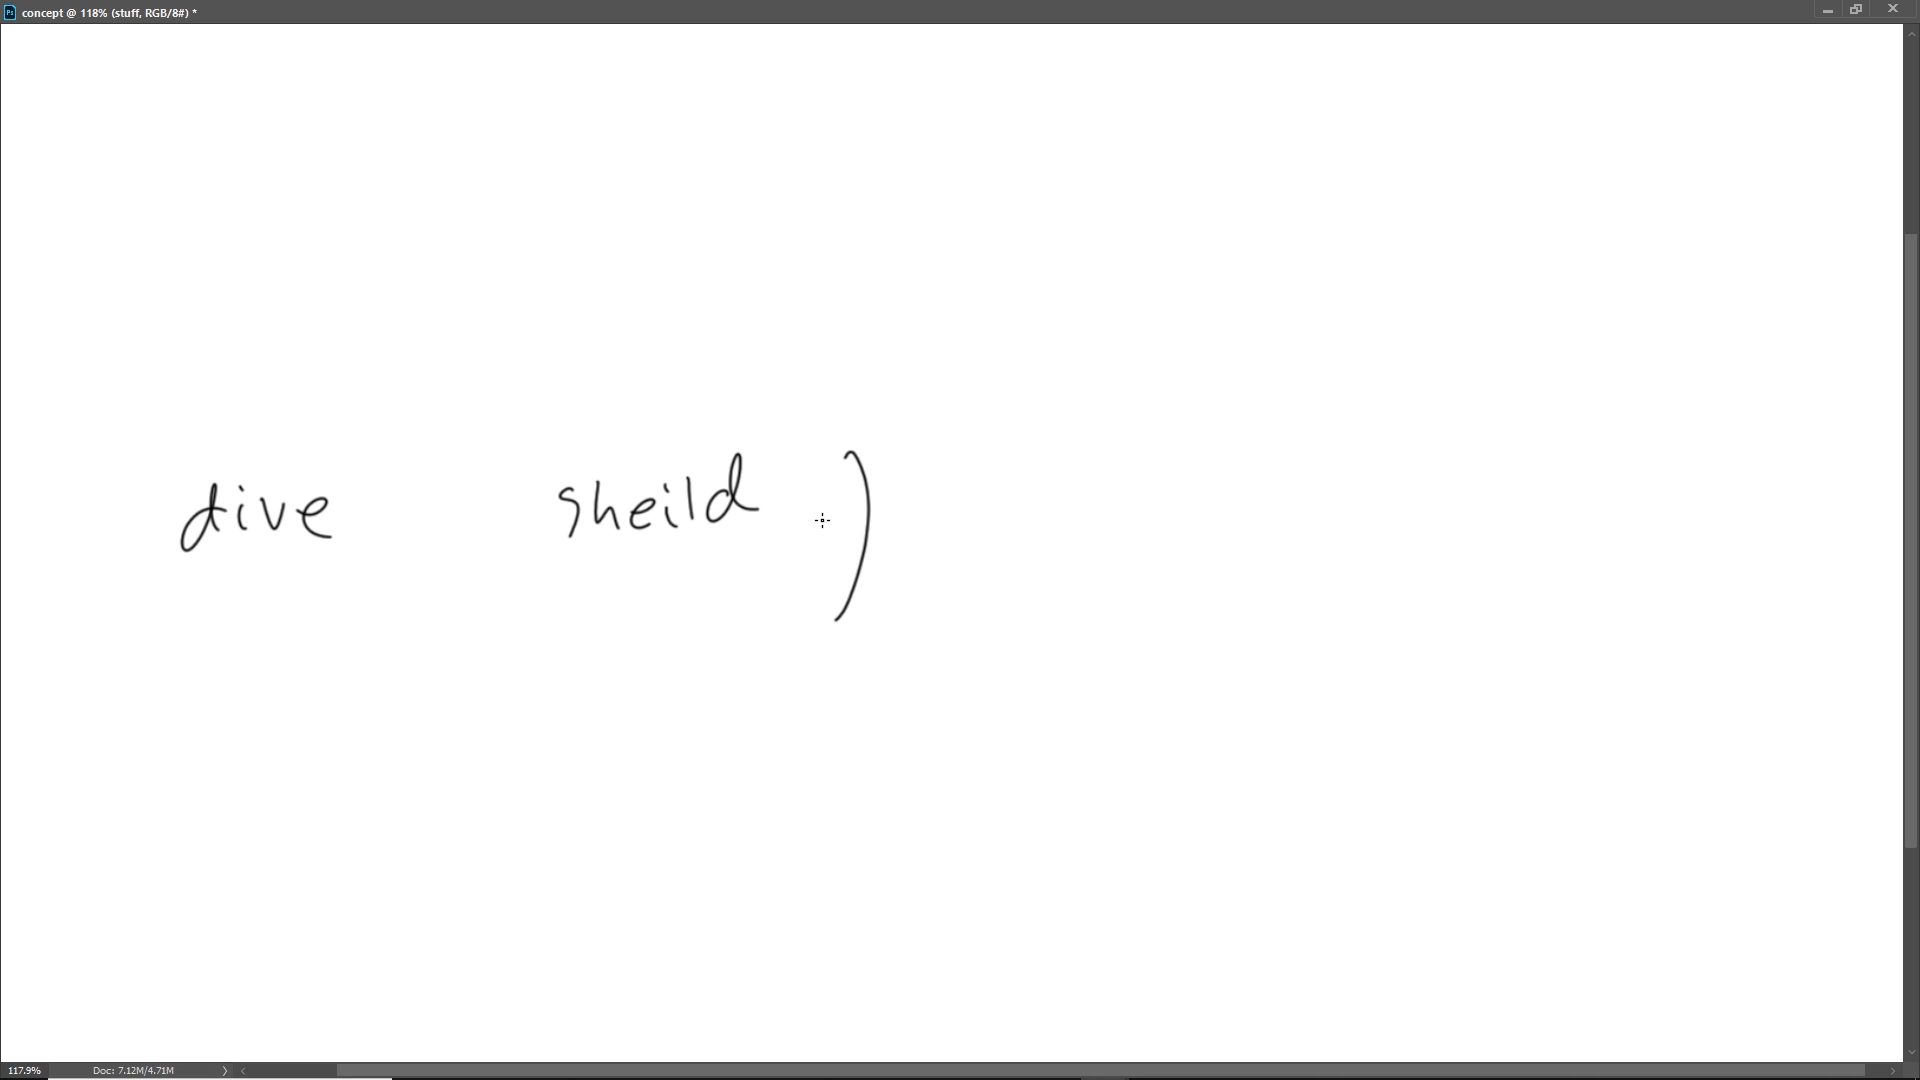 concept @ 118% (stuff, RGB/8#) *
dive sheild )
117.9% Doc: 7.12M/4.71M